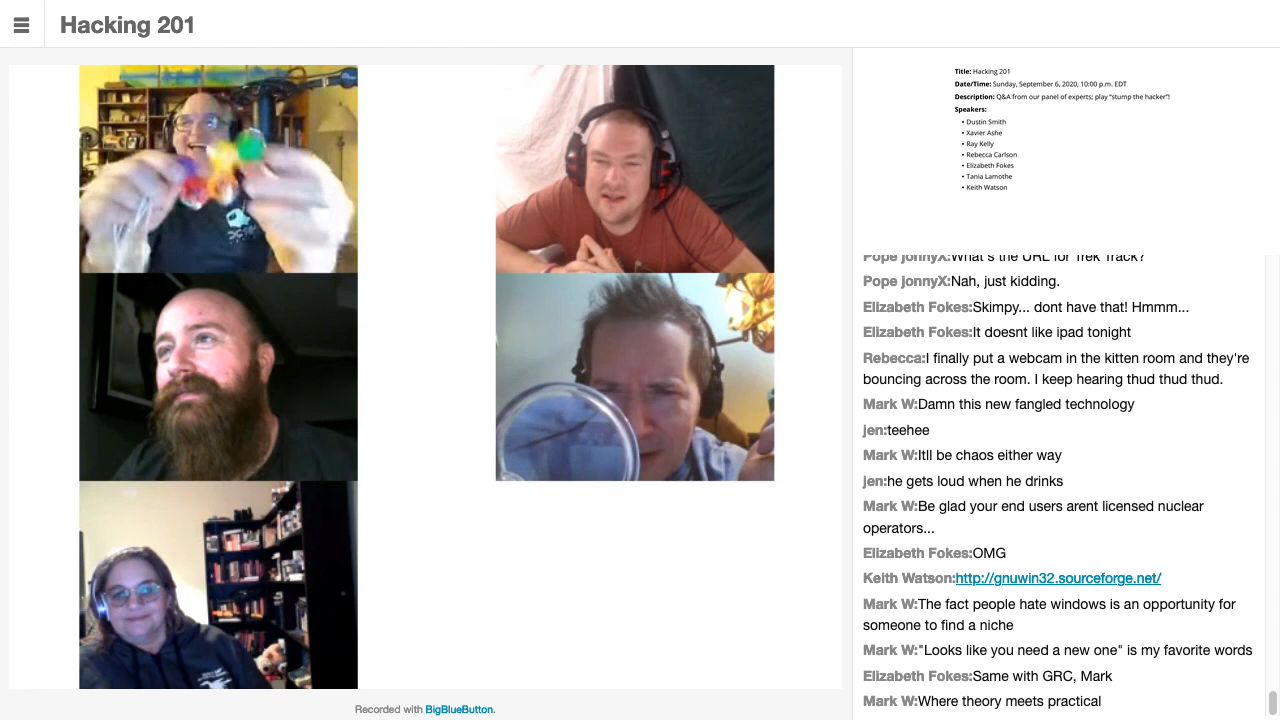 Hacking 201
Title: Hacking 201
Date/Time: Sunday, September 6, 2020, 10:00 p.m. EDT
Description: Q&A from our panel of experts; play "stump the hacker"!
Speakers:
• Dustin Smith
• Xavier Ashe
• Ray Kelly
• Rebecca Carlson
• Elizabeth Fokes
• Tania Lamothe
• Keith Watson
Pope jonnyX:What's the URL for Trek Track?
Pope jonnyX:Nah, just kidding.
Elizabeth Fokes:Skimpy... dont have that! Hmmm...
Elizabeth Fokes:It doesnt like ipad tonight
Rebecca:I finally put a webcam in the kitten room and they're
bouncing across the room. I keep hearing thud thud thud.
Mark W:Damn this new fangled technology
jen:teehee
Mark W:Itll be chaos either way
jen:he gets loud when he drinks
Mark W:Be glad your end users arent licensed nuclear
operators...
Elizabeth Fokes:OMG
Keith Watson:http://gnuwin32.sourceforge.net/
Mark W:The fact people hate windows is an opportunity for
someone to find a niche
Mark W:"Looks like you need a new one" is my favorite words
Elizabeth Fokes:Same with GRC, Mark
Mark W:Where theory meets practical
Recorded with BigBlueButton.